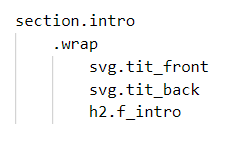 section.intro
.wrap
svg.tit_front
svg.tit_back
h2.f_intro